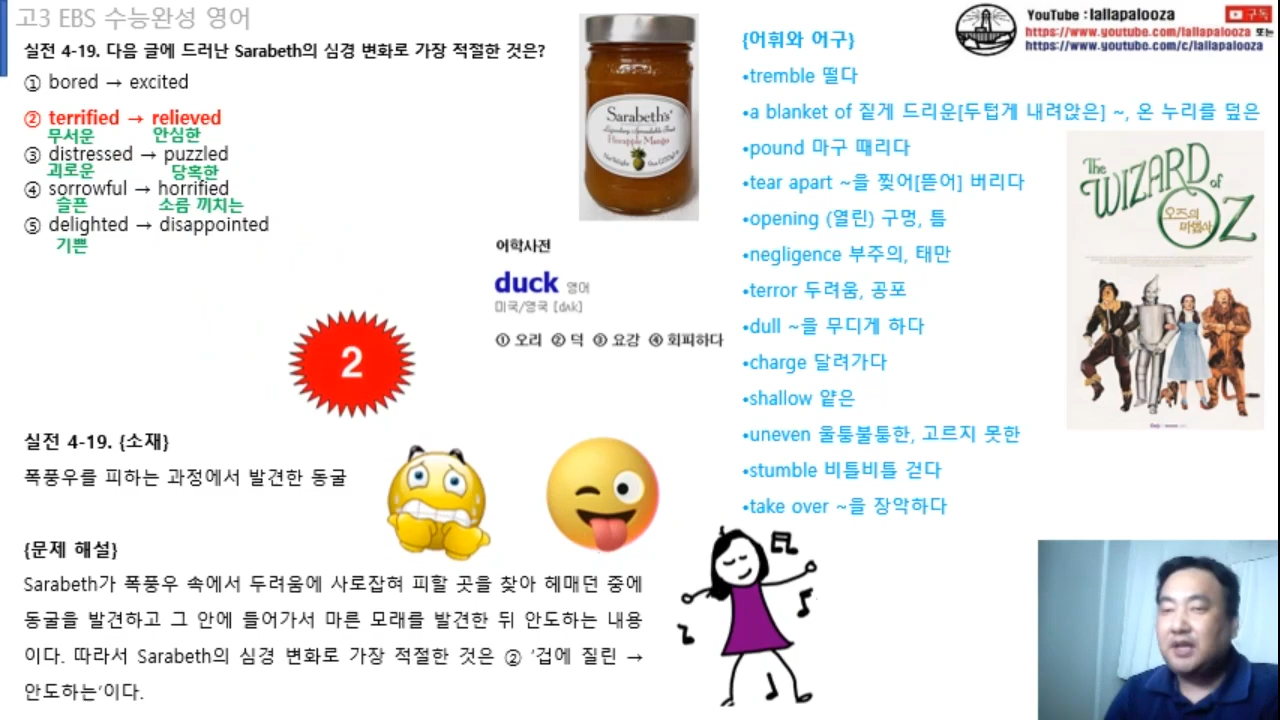 고3 EBS 수능완성 영어
실전 4-19. 다음 글에 드러난 Sarabeth의 심경 변화로 가장 적절한 것은?
① bored → excited
② terrified → relieved
무서운 안심한
③ distressed → puzzled
괴로운 당혹한
④ sorrowful → horrified
슬픈 소름 끼치는
⑤ delighted → disappointed
기쁜
2
실전 4-19. {소재}
폭풍우를 피하는 과정에서 발견한 동굴
{문제 해설}
Sarabeth가 폭풍우 속에서 두려움에 사로잡혀 피할 곳을 찾아 헤매던 중에
동굴을 발견하고 그 안에 들어가서 마른 모래를 발견한 뒤 안도하는 내용
이다. 따라서 Sarabeth의 심경 변화로 가장 적절한 것은 ② '겁에 질린 →
안도하는'이다.
Sarabeth's
Legendary Spreadable Fruit
Pineapple Mango
어학사전
duck 영어
미국/영국 [dʌk]
① 오리 ② 덕 ③ 요강 ④ 회피하다
{어휘와 어구}
•tremble 떨다
•a blanket of 짙게 드리운[두텁게 내려앉은] ~, 온 누리를 덮은
•pound 마구 때리다
•tear apart ~을 찢어[뜯어] 버리다
•opening (열린) 구멍, 틈
•negligence 부주의, 태만
•terror 두려움, 공포
•dull ~을 무디게 하다
•charge 달려가다
•shallow 얕은
•uneven 울퉁불퉁한, 고르지 못한
•stumble 비틀비틀 걷다
•take over ~을 장악하다
YouTube : lallapalooza 구독
https://www.youtube.com/lallapalooza 또는
https://www.youtube.com/c/lallapalooza
The
WIZARD
of
OZ
오즈의
마법사